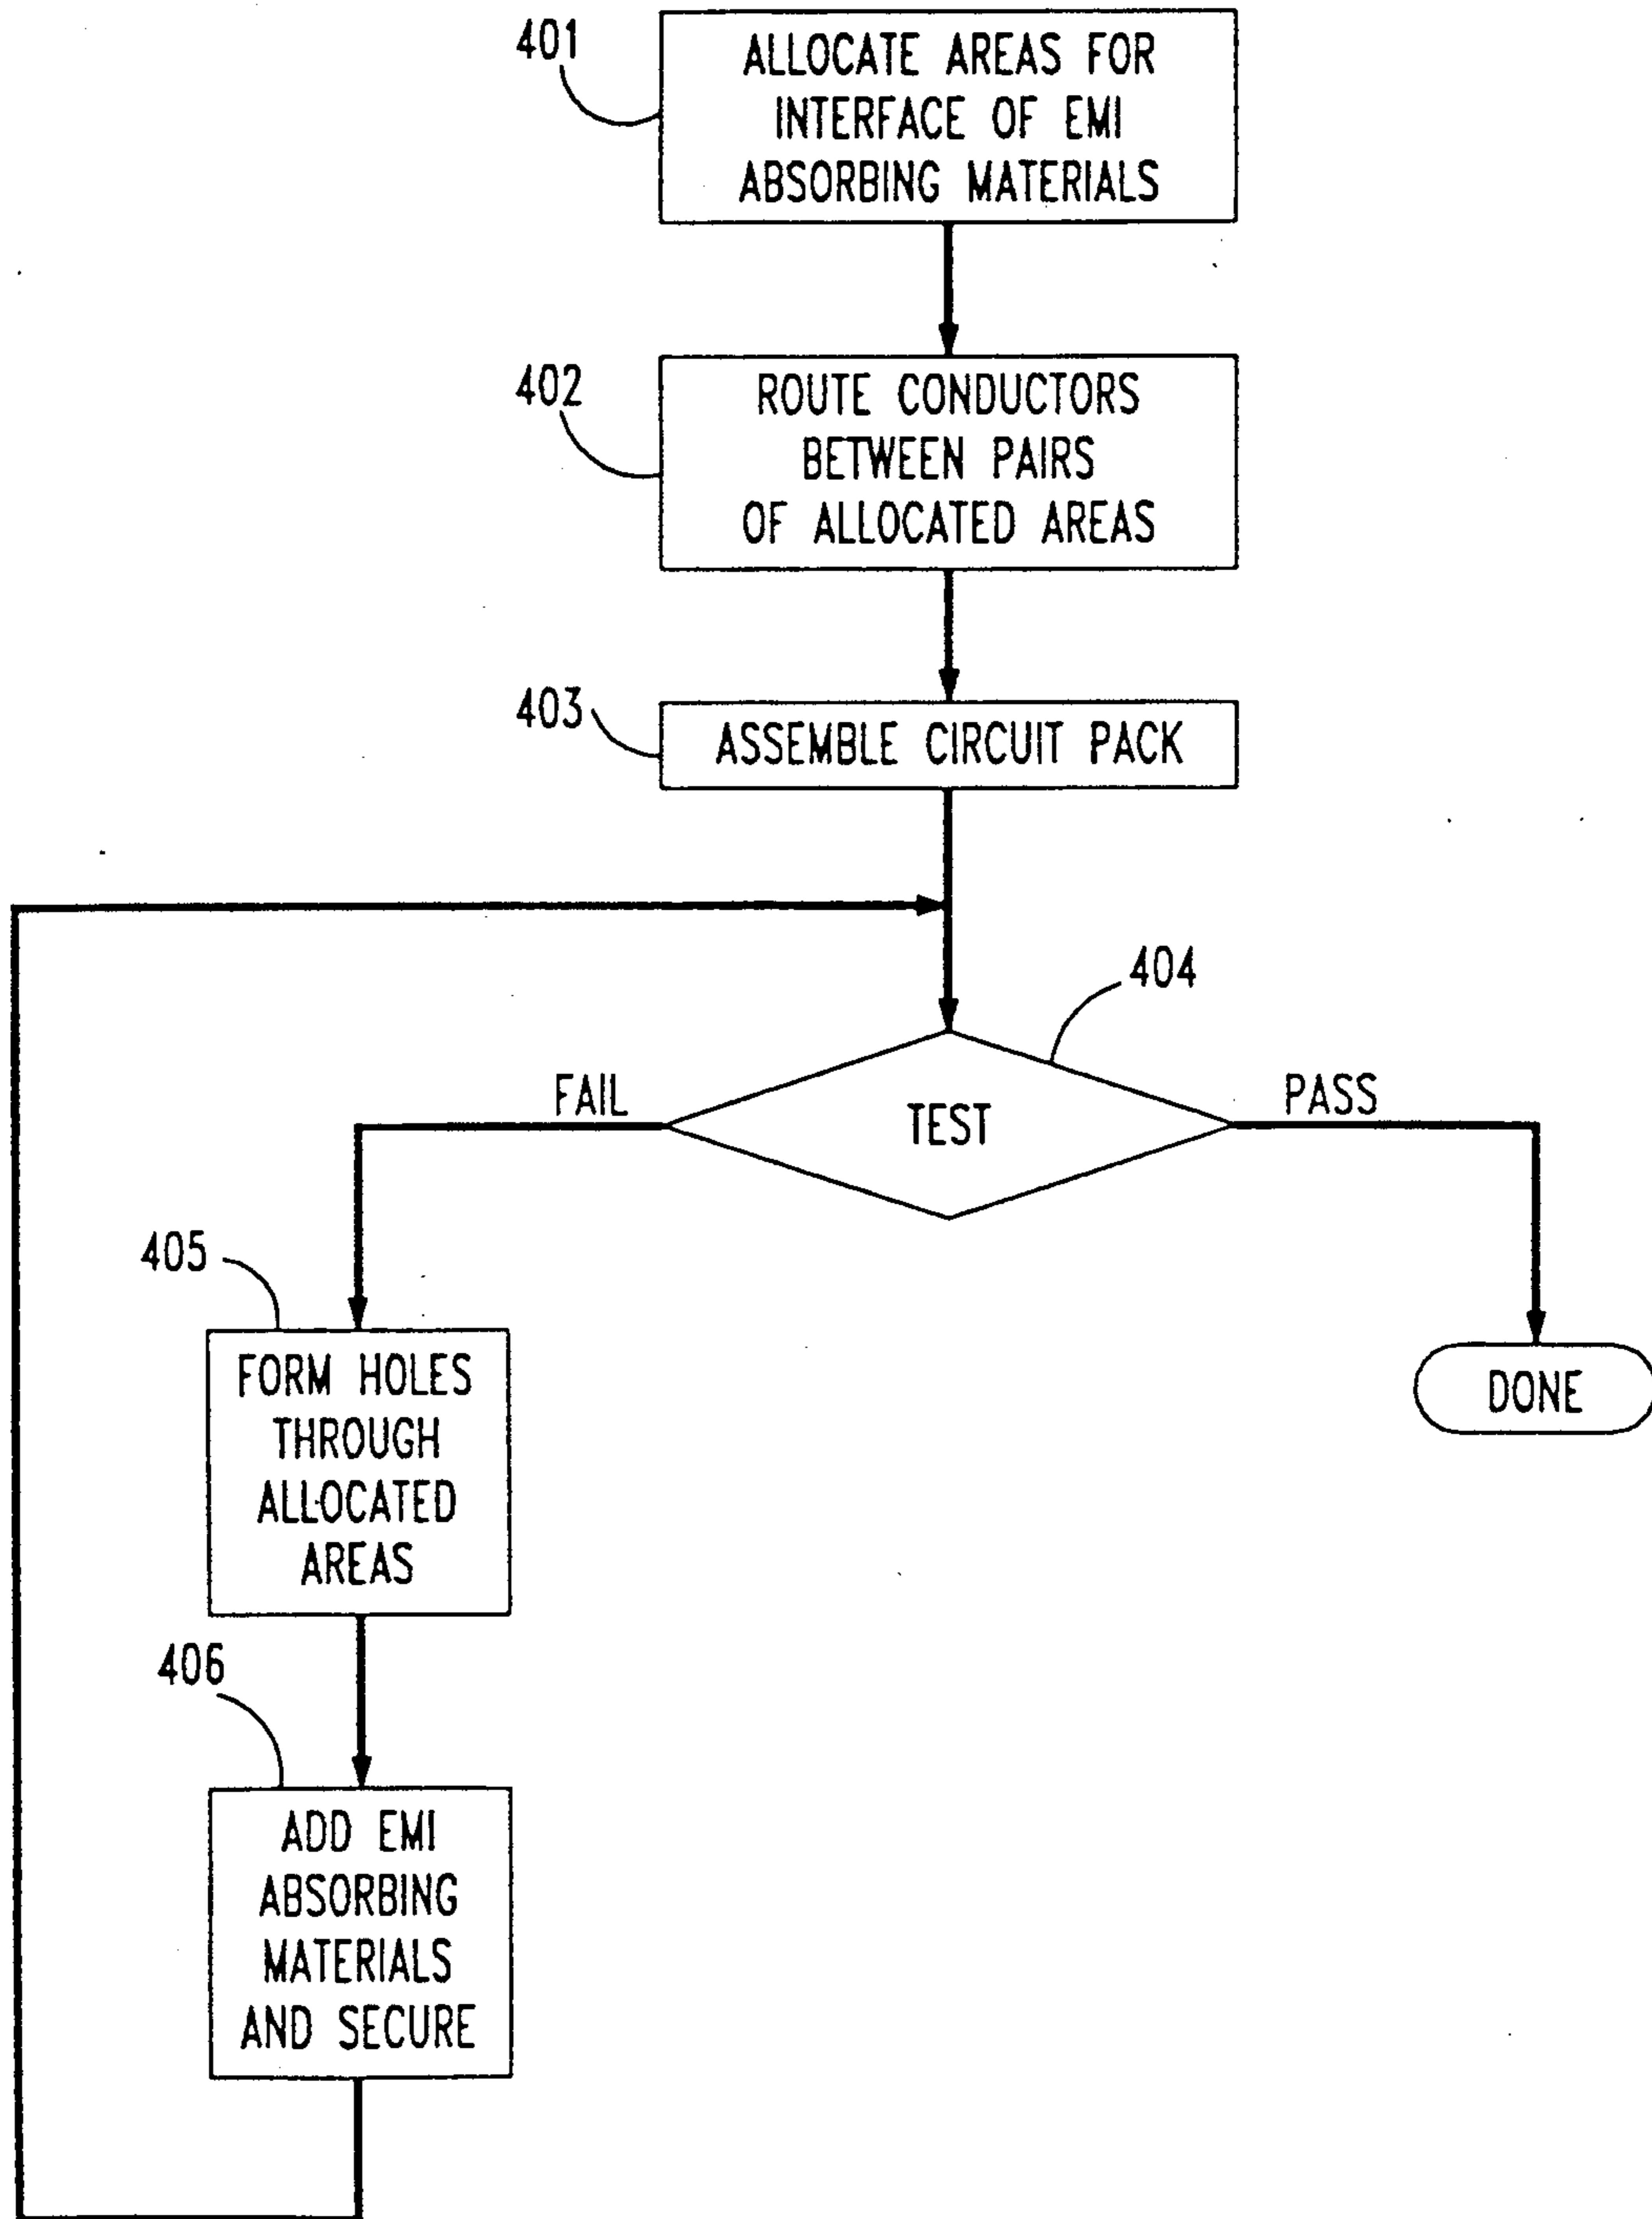 401
ALLOCATE AREAS FOR
INTERFACE OF EMI
ABSORBING MATERIALS
402
ROUTE CONDUCTORS
BETWEEN PAIRS
OF ALLOCATED AREAS
403
ASSEMBLE CIRCUIT PACK
404
FAIL
TEST
PASS
405
FORM HOLES
THROUGH
ALLOCATED
AREAS
DONE
406
ADD EMI
ABSORBING
MATERIALS
AND SECURE